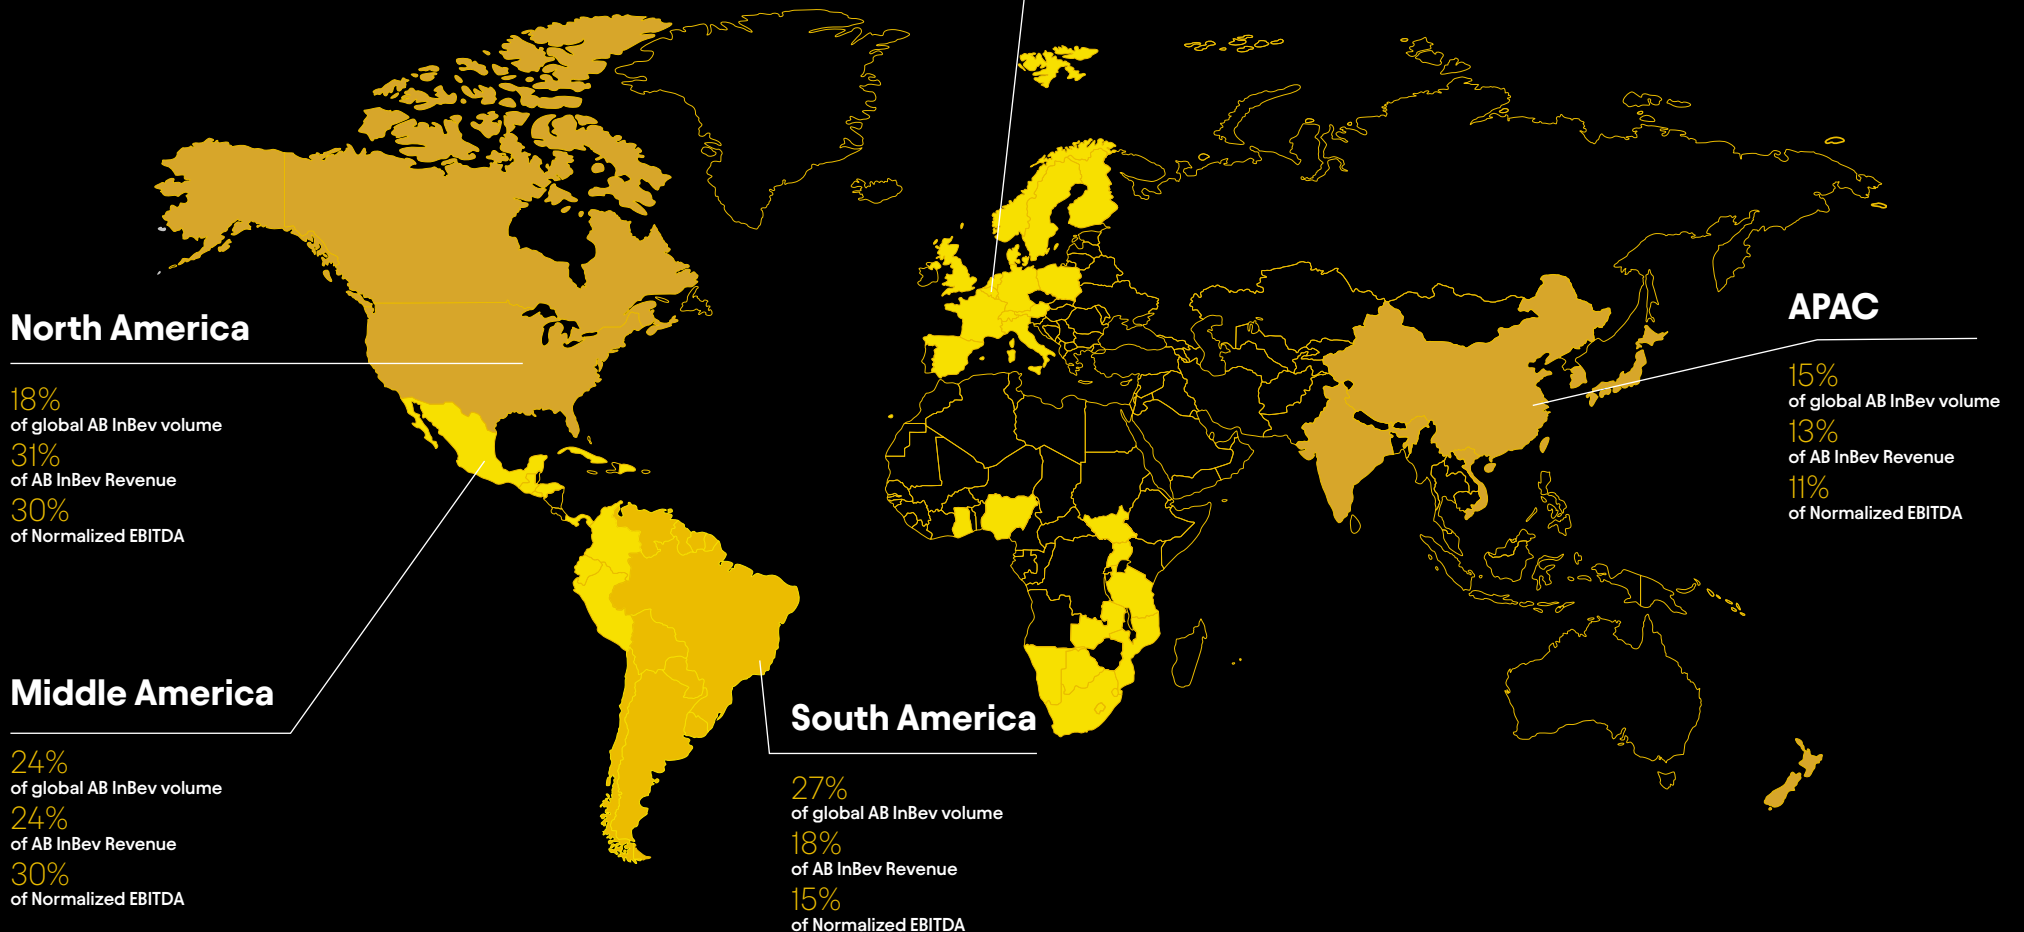 North America
18%
of global AB InBev volume
31%
of AB InBev Revenue
30%
of Normalized EBITDA
Middle America
24%
of global AB InBev volume
24%
of AB InBev Revenue
30%
of Normalized EBITDA
South America
27%
of global AB InBev volume
18%
of AB InBev Revenue
15%
of Normalized EBITDA
APAC
15%
of global AB InBev volume
13%
of AB InBev Revenue
11%
of Normalized EBITDA